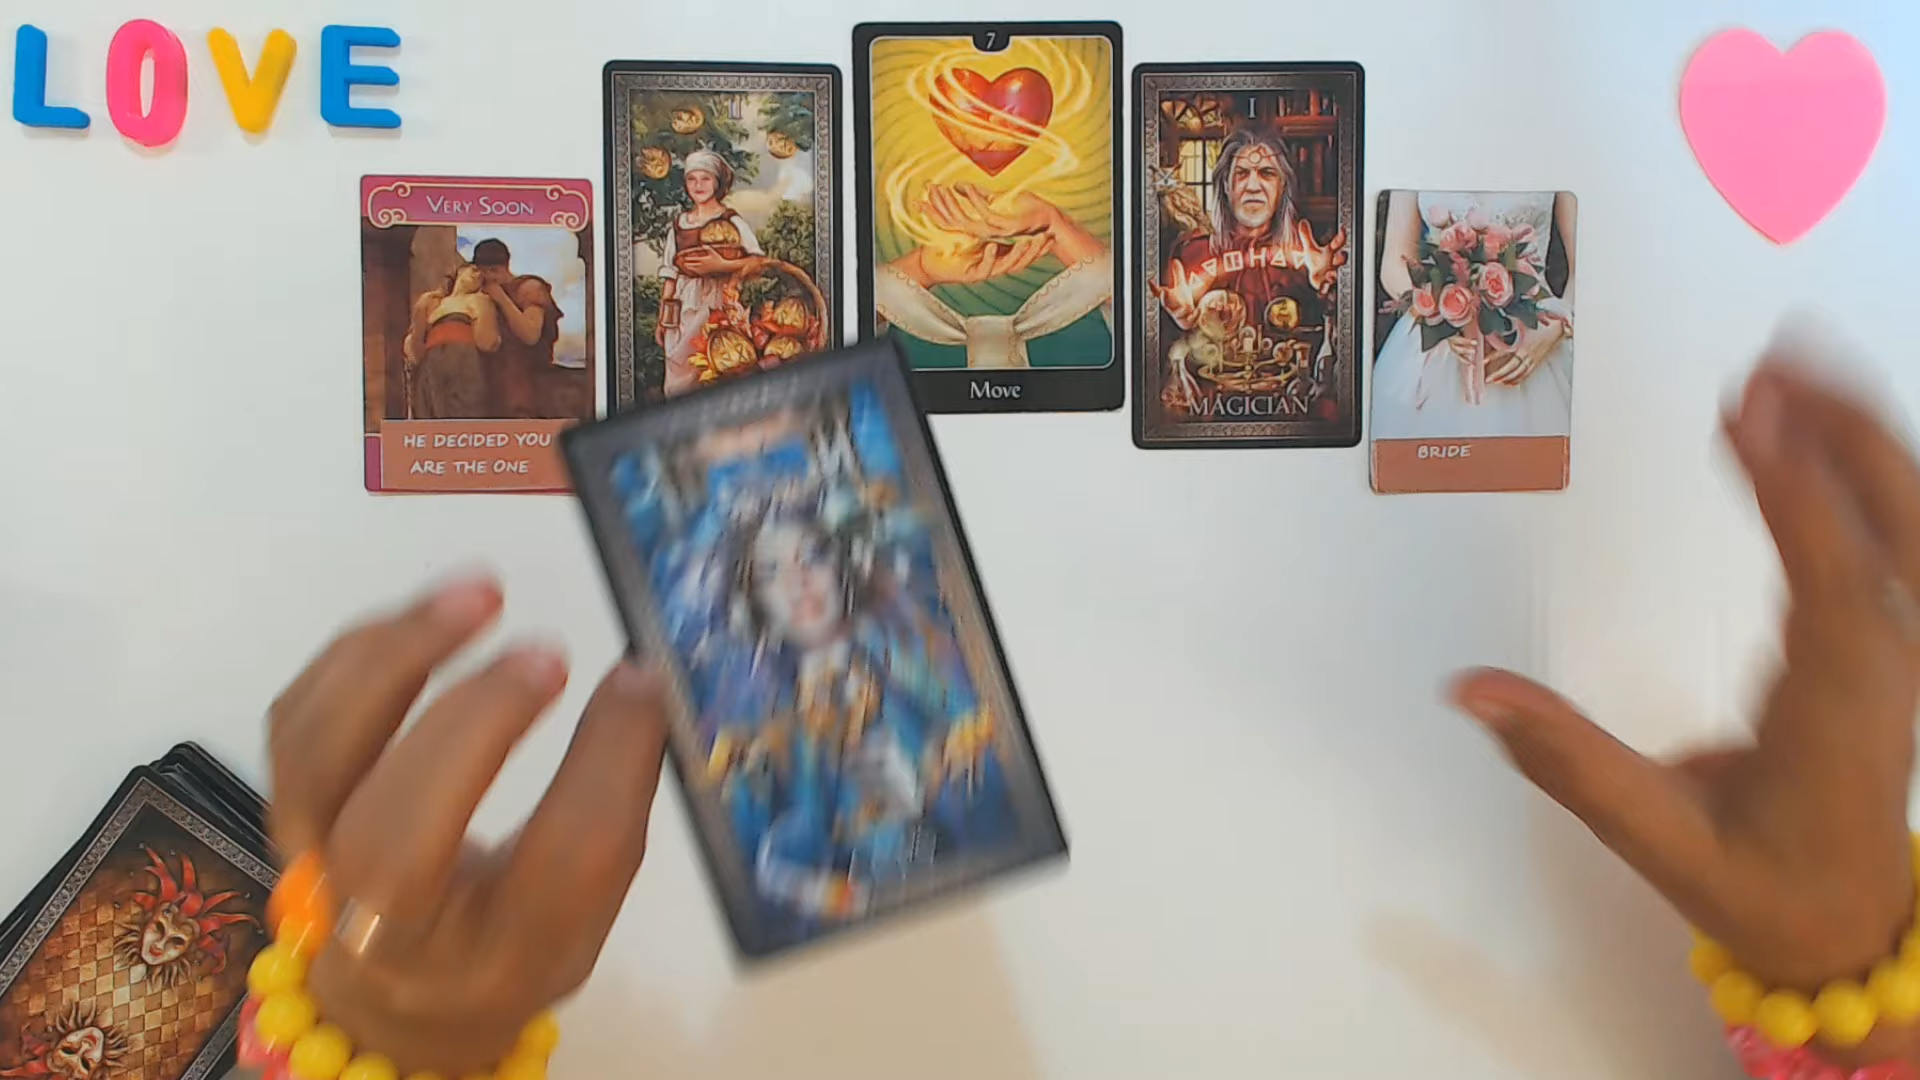 LOVE
VERY SOON
HE DECIDED YOU
ARE THE ONE
7
Move
I
MAGICIAN
BRIDE